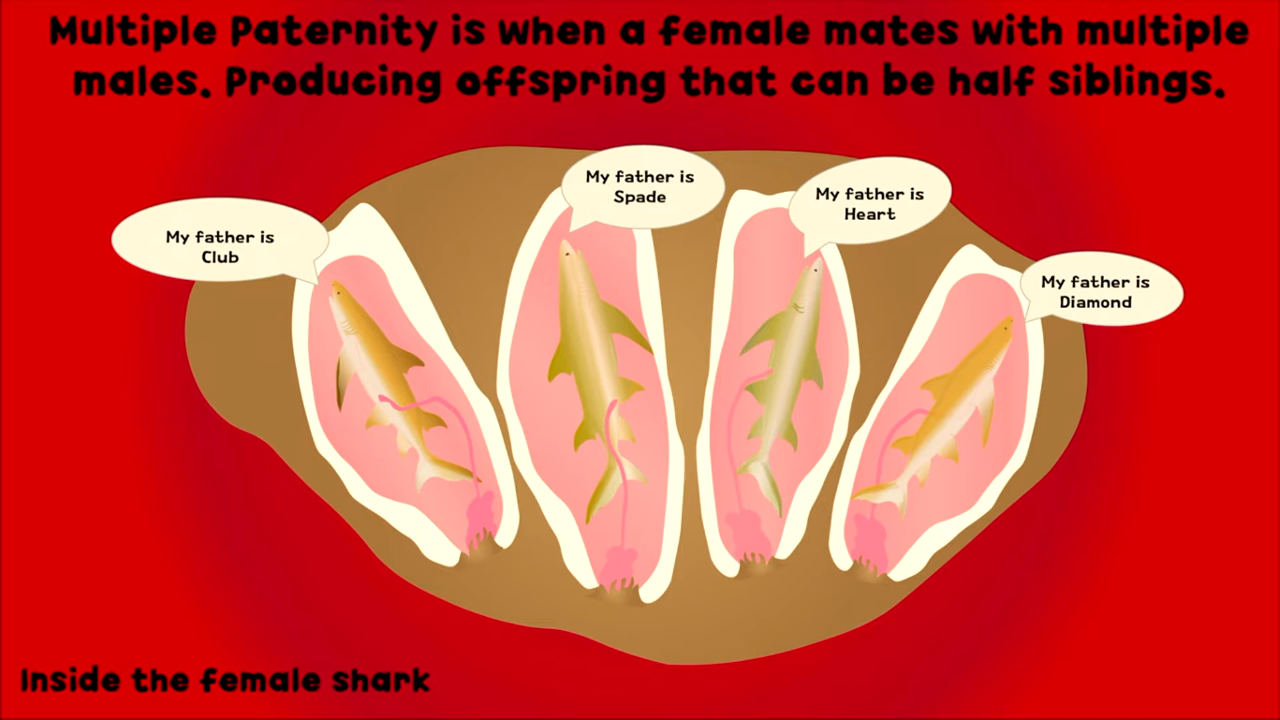 Multiple Paternity is when a female mates with multiple
males. Producing offspring that can be half siblings.
My father is
Club
My father is
Spade
My father is
Heart
My father is
Diamond
Inside the female shark